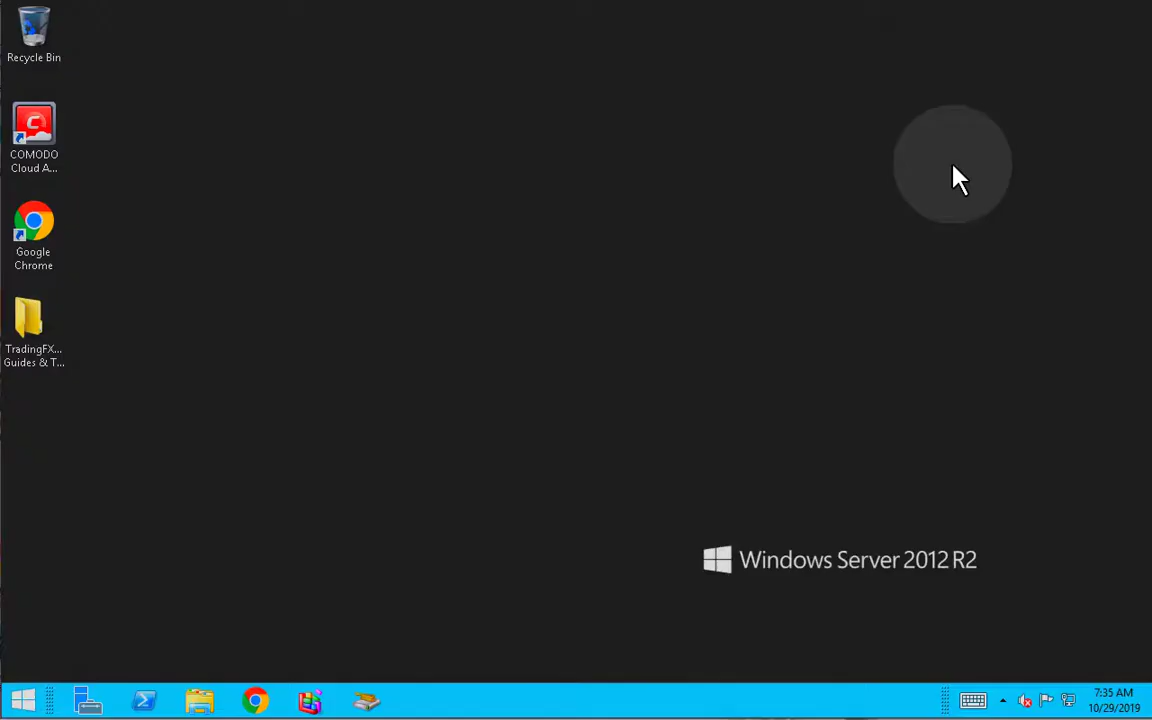 Recycle Bin
COMODO
Cloud A...
Google
Chrome
TradingFX...
Guides & T...
Windows Server 2012 R2
7:35 AM
10/29/2019